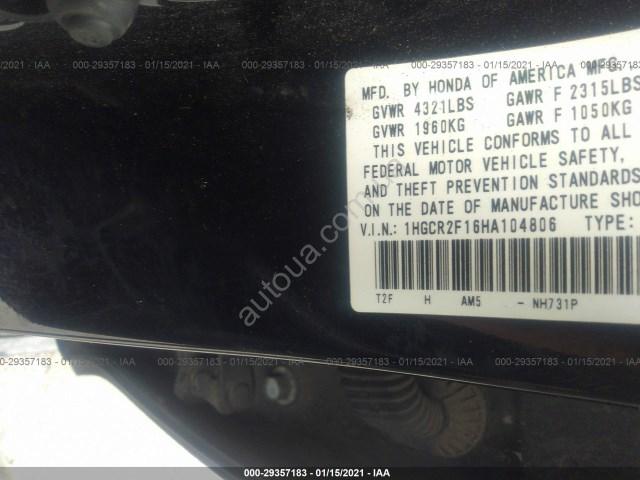 000-29357183 - 01/15/2021 - IAA
MFD. BY HONDA OF AMERICA MFG.
GVWR 4321LBS GAWR F 2315LBS
GVWR 1960KG GAWR F 1050KG
THIS VEHICLE CONFORMS TO ALL
FEDERAL MOTOR VEHICLE SAFETY,
AND THEFT PREVENTION STANDARDS
ON THE DATE OF MANUFACTURE SHO
V.I.N.: 1HGCR2F16HA104806 TYPE:
T2F H AM5 - NH731P
autoua.com.ua
000-29357183 - 01/15/2021 - IAA
000-29357183 - 01/15/2021 - IAA